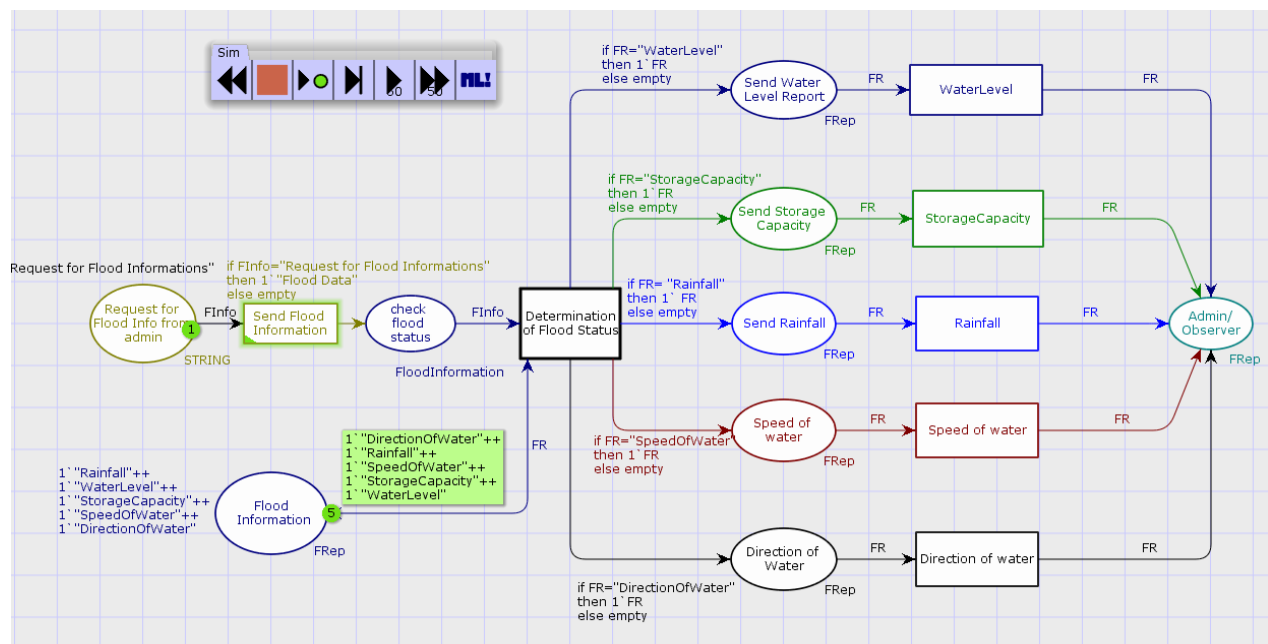 Sim
50
50
ML!
if FR="WaterLevel"
then 1`FR
else empty
Send Water
Level Report
FRep
FR
WaterLevel
FR
if FR="StorageCapacity"
then 1`FR
else empty
Send Storage
Capacity
FRep
FR
StorageCapacity
FR
Request for Flood Informations"
if FInfo="Request for Flood Informations"
then 1`"Flood Data"
else empty
Request for
Flood Info from
admin
1
STRING
FInfo
Send Flood
Information
check
flood
status
FloodInformation
FInfo
Determination
of Flood Status
if FR= "Rainfall"
then 1` FR
else empty
Send Rainfall
FRep
FR
Rainfall
FR
Admin/
Observer
FRep
if FR="SpeedOfWater"
then 1`FR
else empty
Speed of
water
FRep
FR
Speed of water
FR
1`"DirectionOfWater"++
1`"Rainfall"++
1`"SpeedOfWater"++
1`"StorageCapacity"++
1`"WaterLevel"
FR
1`"Rainfall"++
1`"WaterLevel"++
1`"StorageCapacity"++
1`"SpeedOfWater"++
1`"DirectionOfWater"
Flood
Information
5
FRep
if FR="DirectionOfWater"
then 1`FR
else empty
Direction of
Water
FRep
FR
Direction of water
FR